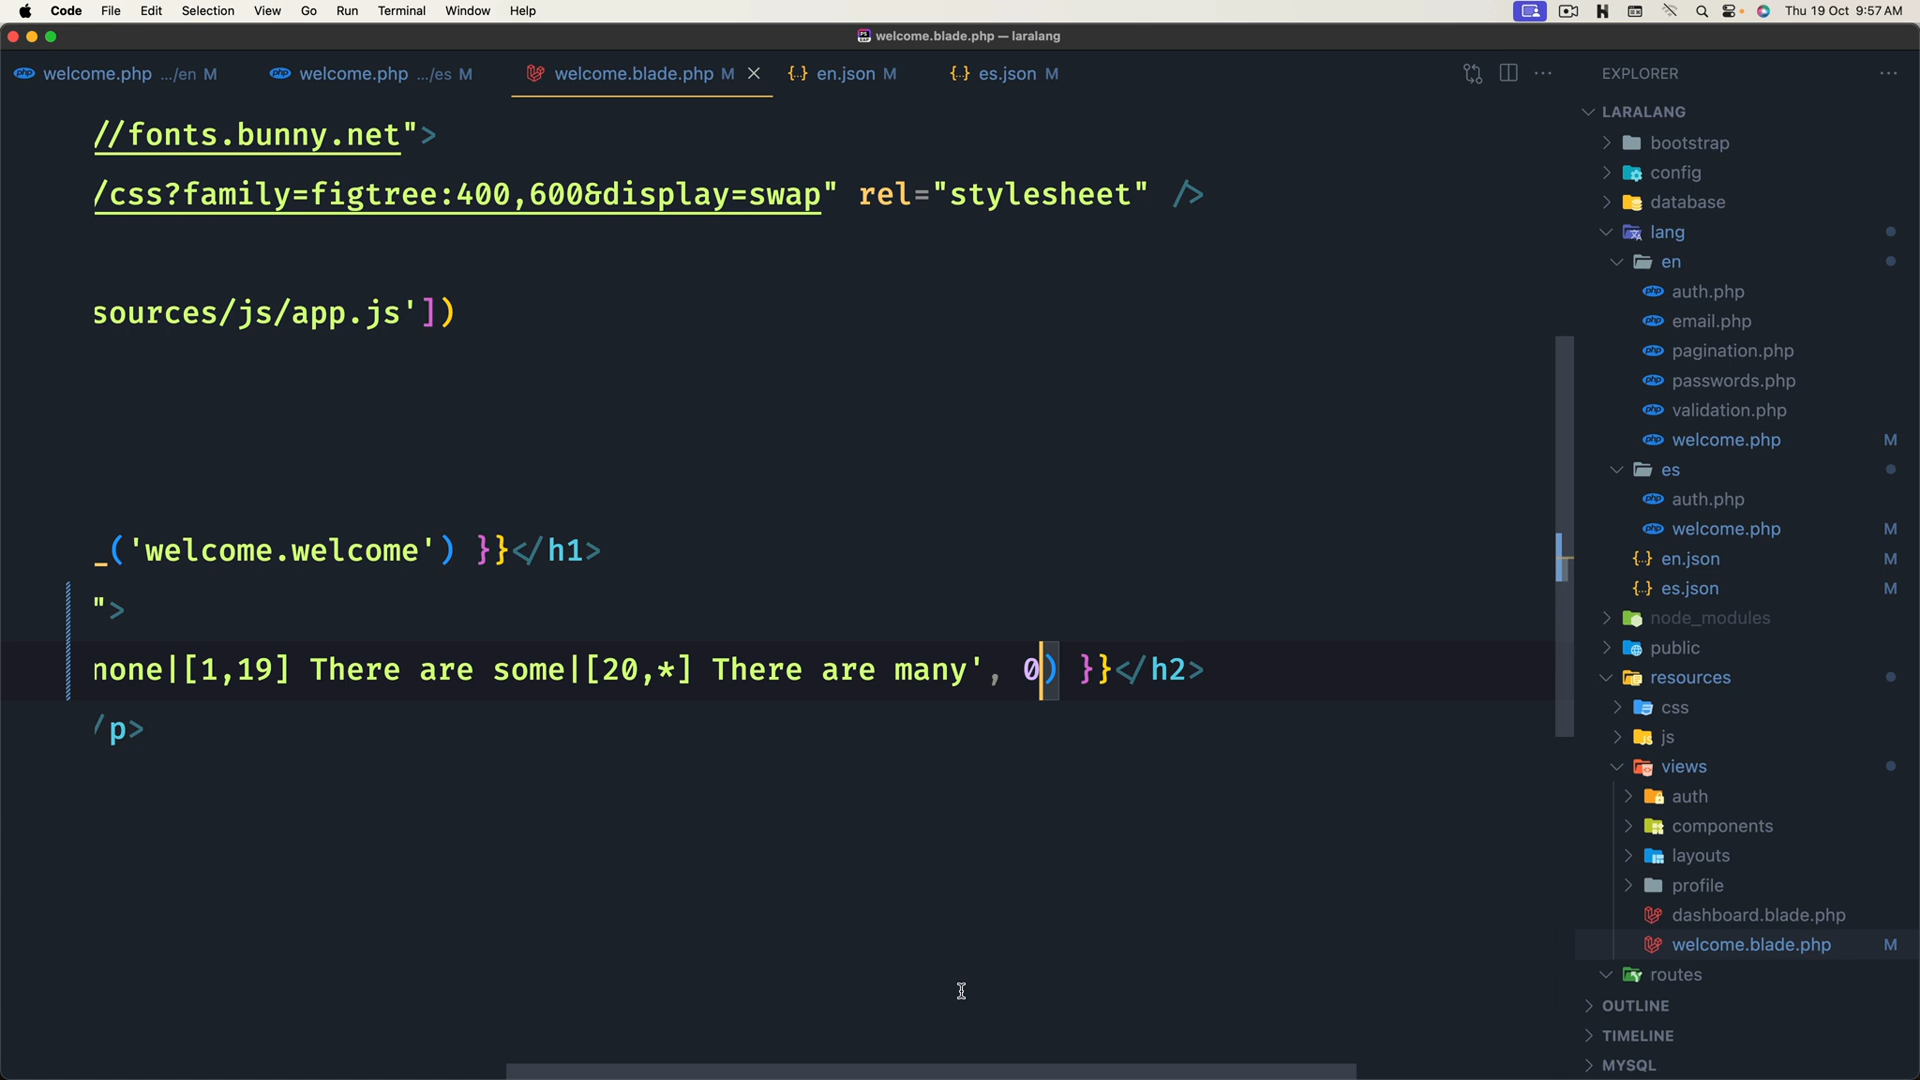 Code File Edit Selection View Go Run Terminal Window Help Thu 19 Oct 9:57 AM
welcome.blade.php — laralang
welcome.php .../en M welcome.php .../es M welcome.blade.php M en.json M es.json M
//fonts.bunny.net">
/css?family=figtree:400,600&display=swap" rel="stylesheet" />
sources/js/app.js'])
_('welcome.welcome') }}</h1>
">
none|[1,19] There are some|[20,*] There are many', 0) }}</h2>
/p>
EXPLORER
LARALANG
bootstrap
config
database
lang
en
auth.php
email.php
pagination.php
passwords.php
validation.php
welcome.php M
es
auth.php
welcome.php M
en.json M
es.json M
node_modules
public
resources
css
js
views
auth
components
layouts
profile
dashboard.blade.php
welcome.blade.php M
routes
OUTLINE
TIMELINE
MYSQL